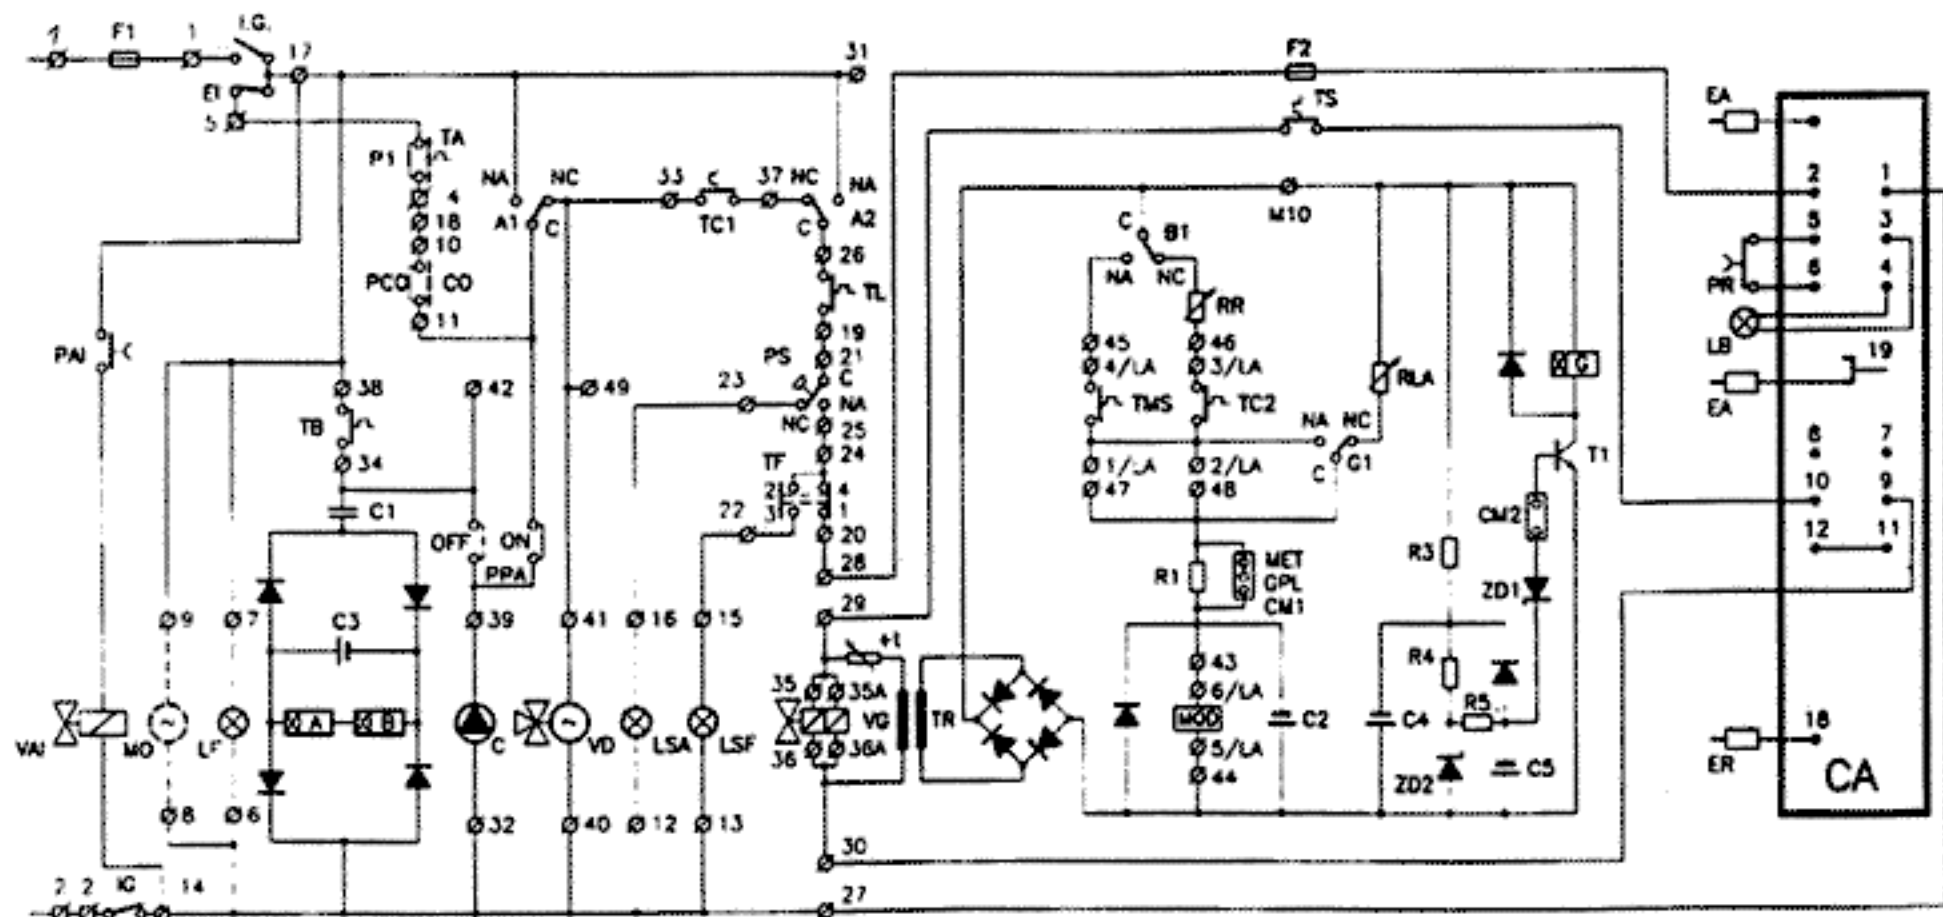 1 F1 1 I.G. 17 31 F2
EI
5
TS
EA
TA
P1
NA NC 33 37 NC NA
4
A1 C TC1 C A2
M10
2 1
18
10
C B1
NA NC
5 3
26
PCO CO
TL
RR
6 4
PR
11
19
45 46
LB
PAI
PS 21
4/LA 3/LA
RLA
G
19
38 42 49 23 C
NA
TMS TC2
EA
TB
NC 25
NA NC
C G1
T1
8 7
34
TF 24
1/LA 2/LA
47 48
10 9
C1
2 4
3 1
22
CM2
12 11
OFF ON
20
PPA
28
R1 MET
GPL
CM1
R3
ZD1
9 7 C3 39 41 16 15 29
+t
43
R4
35 35A
6/LA
R5
18
VAI MO LF A B C VD LSA LSF VG TR MOD C2 C4
36 36A
5/LA
44
ZD2 C5
ER
CA
8 6 32 40 12 13
30
2 2 IG 14 27